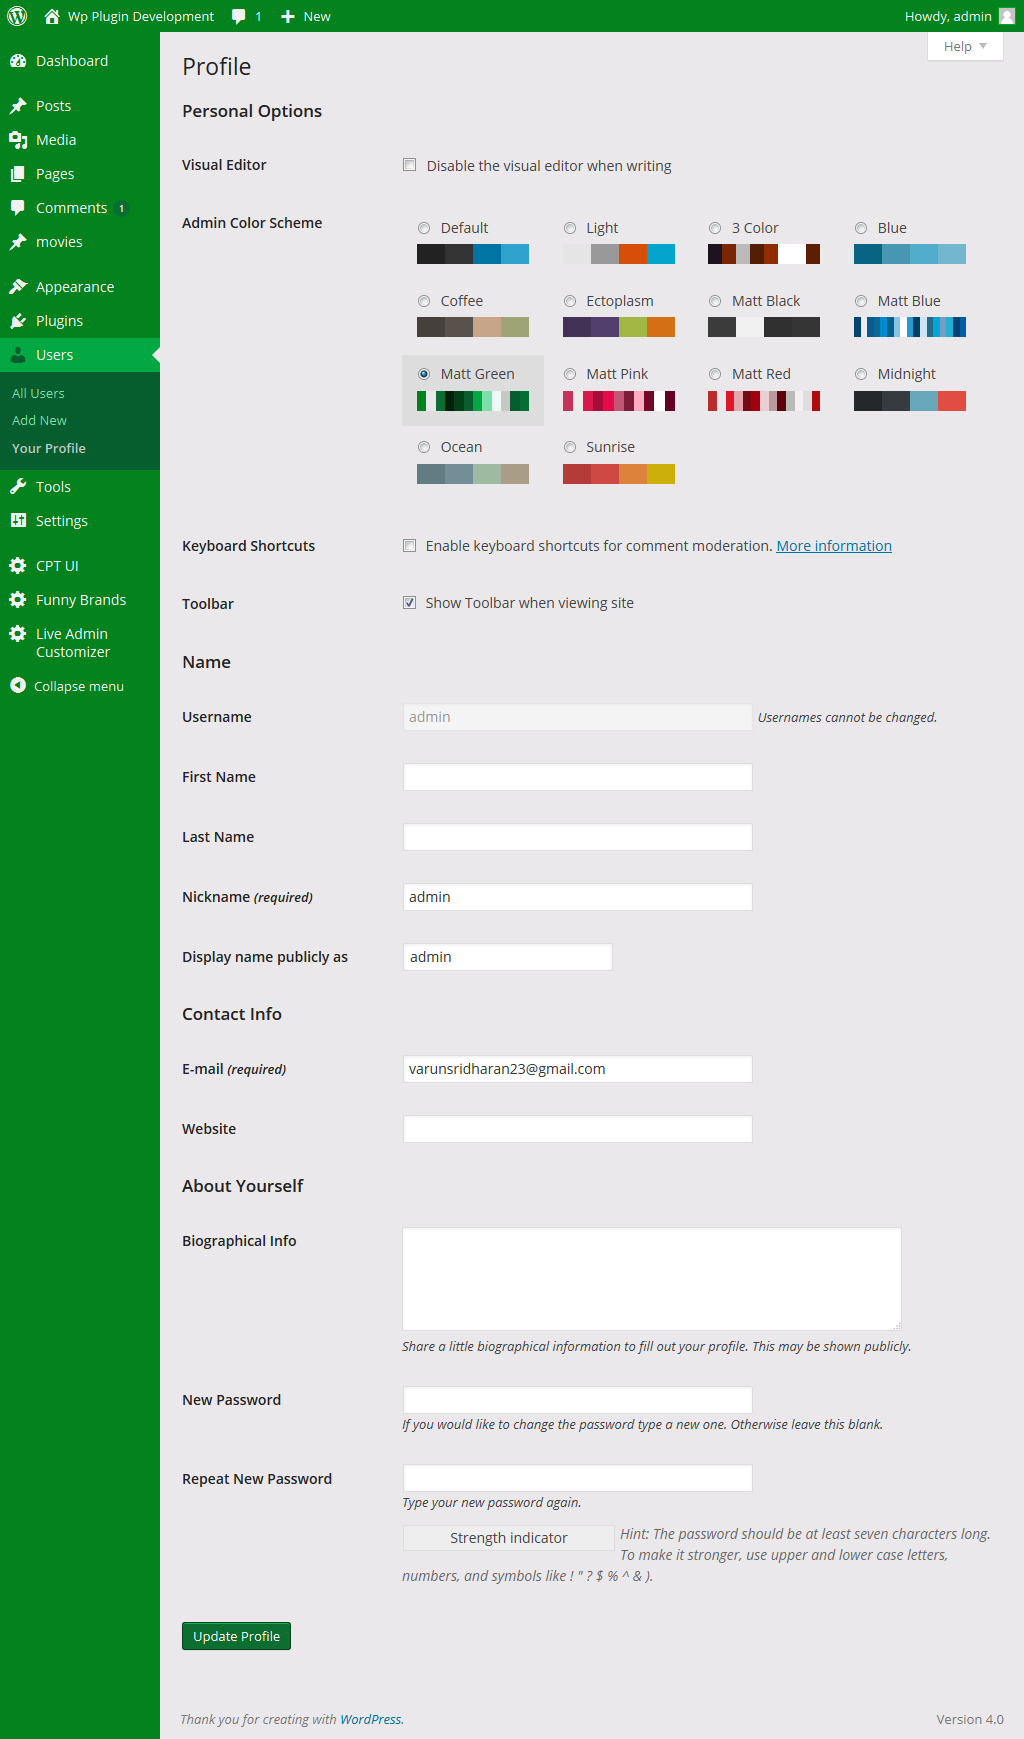 Wp Plugin Development 1 New Howdy, admin
Help
Dashboard
Posts
Media
Pages
Comments 1
movies
Appearance
Plugins
Users
All Users
Add New
Your Profile
Tools
Settings
CPT UI
Funny Brands
Live Admin
Customizer
Collapse menu
Profile
Personal Options
Visual Editor Disable the visual editor when writing
Admin Color Scheme
Default Light 3 Color Blue
Coffee Ectoplasm Matt Black Matt Blue
Matt Green Matt Pink Matt Red Midnight
Ocean Sunrise
Keyboard Shortcuts Enable keyboard shortcuts for comment moderation. More information
Toolbar Show Toolbar when viewing site
Name
Username admin Usernames cannot be changed.
First Name
Last Name
Nickname (required) admin
Display name publicly as admin
Contact Info
E-mail (required) varunsridharan23@gmail.com
Website
About Yourself
Biographical Info
Share a little biographical information to fill out your profile. This may be shown publicly.
New Password
If you would like to change the password type a new one. Otherwise leave this blank.
Repeat New Password
Type your new password again.
Strength indicator Hint: The password should be at least seven characters long.
To make it stronger, use upper and lower case letters,
numbers, and symbols like ! " ? $ % ^ & ).
Update Profile
Thank you for creating with WordPress. Version 4.0